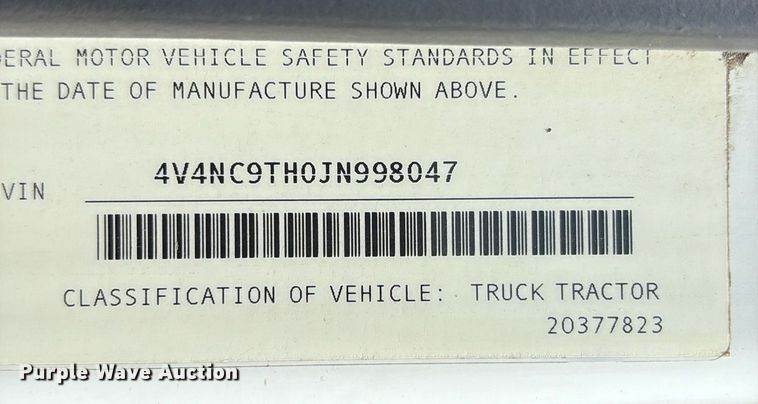 DERAL MOTOR VEHICLE SAFETY STANDARDS IN EFFECT
THE DATE OF MANUFACTURE SHOWN ABOVE.
VIN 4V4NC9TH0JN998047
CLASSIFICATION OF VEHICLE: TRUCK TRACTOR
20377823
Purple Wave Auction